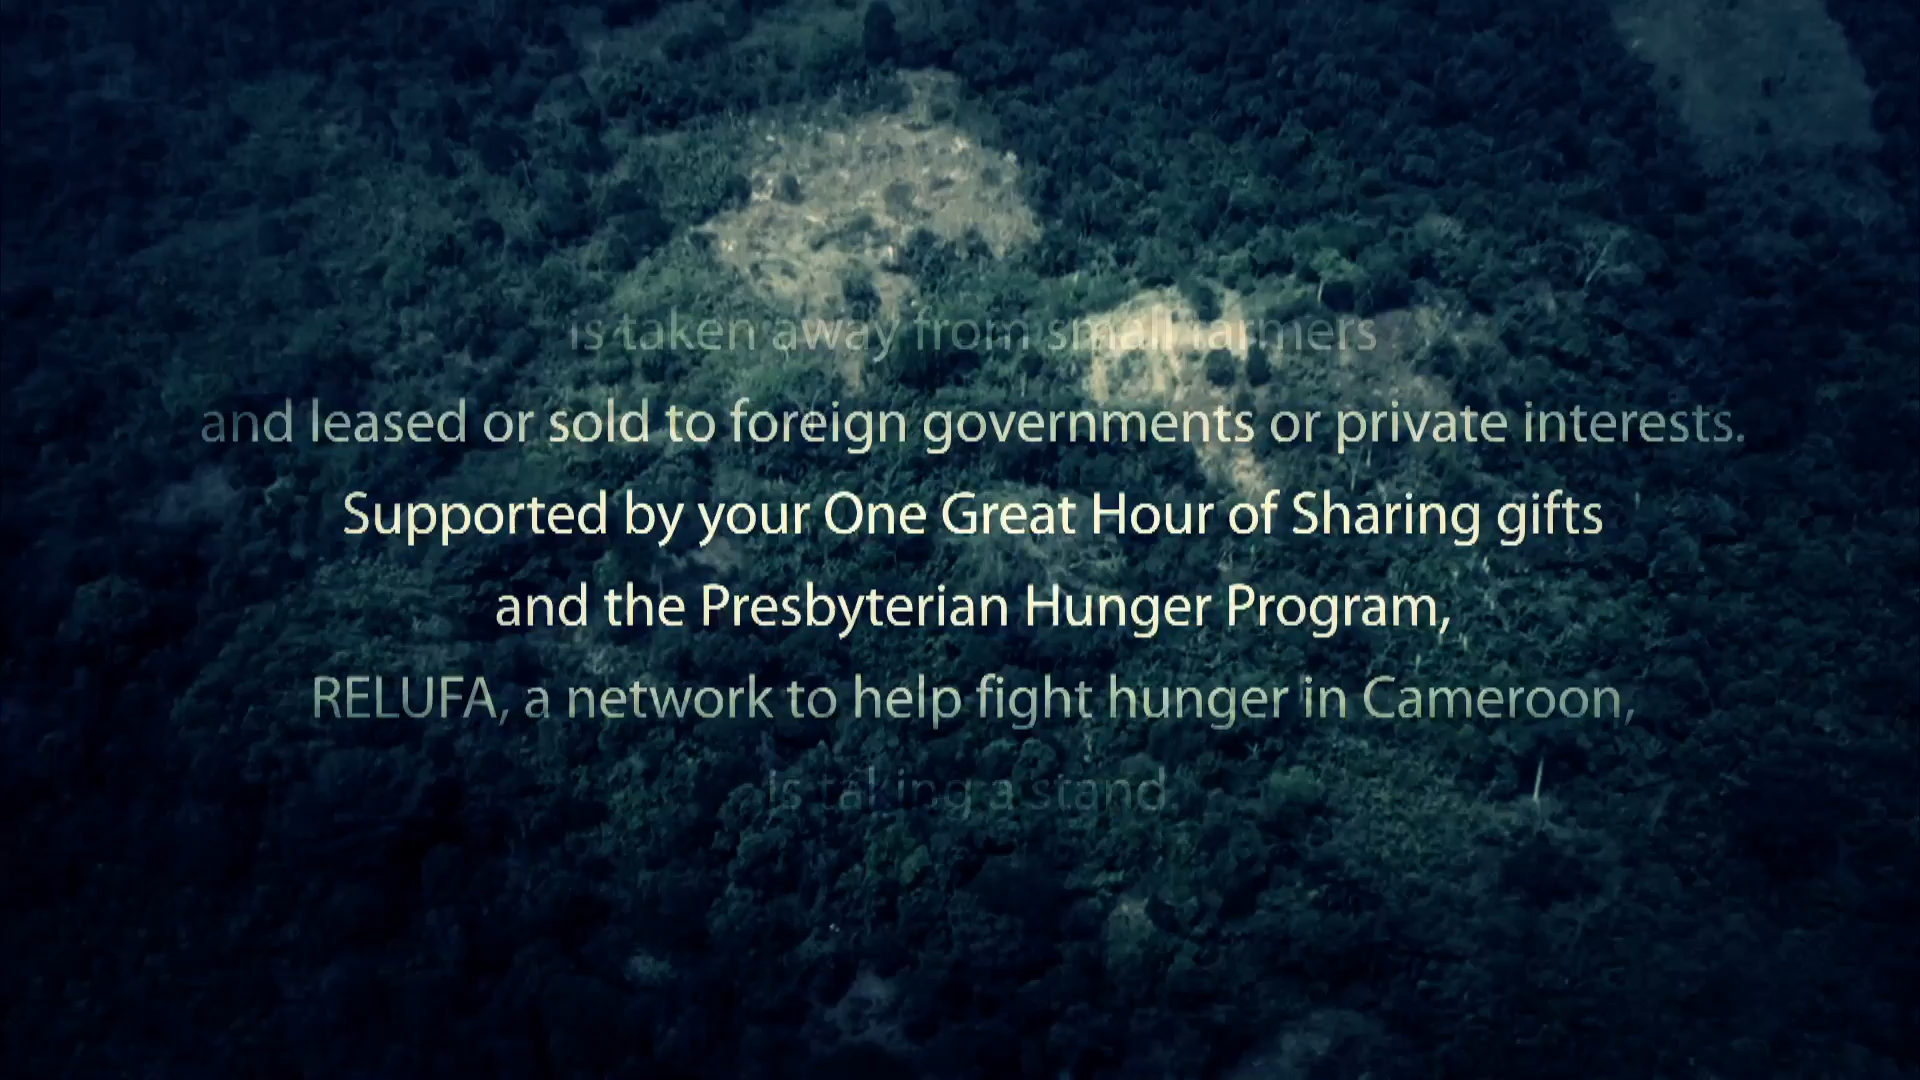 is taken away from small farmers
and leased or sold to foreign governments or private interests.
Supported by your One Great Hour of Sharing gifts
and the Presbyterian Hunger Program,
RELUFA, a network to help fight hunger in Cameroon,
is taking a stand.